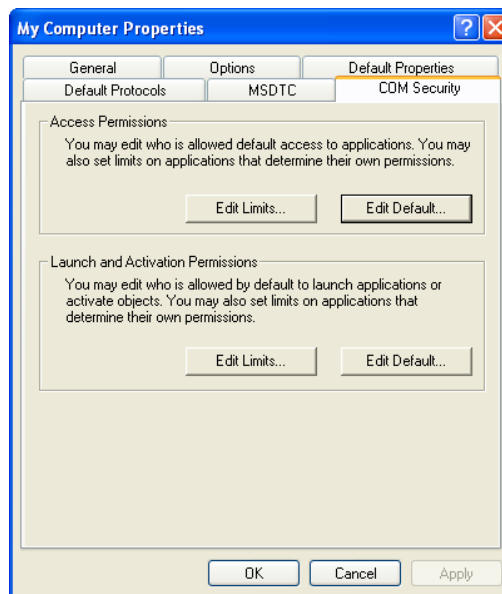 My Computer Properties
?
General Options Default Properties
Default Protocols MSDTC COM Security
Access Permissions
You may edit who is allowed default access to applications. You may
also set limits on applications that determine their own permissions.
Edit Limits... Edit Default...
Launch and Activation Permissions
You may edit who is allowed by default to launch applications or
activate objects. You may also set limits on applications that
determine their own permissions.
Edit Limits... Edit Default...
OK Cancel Apply